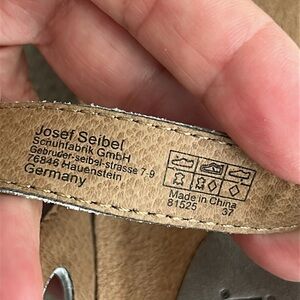 Josef Seibel
Schuhfabrik GmbH
Gebrüder-seibel-strasse 7-9
76846 Hauenstein
Germany
Made in China
81525 37